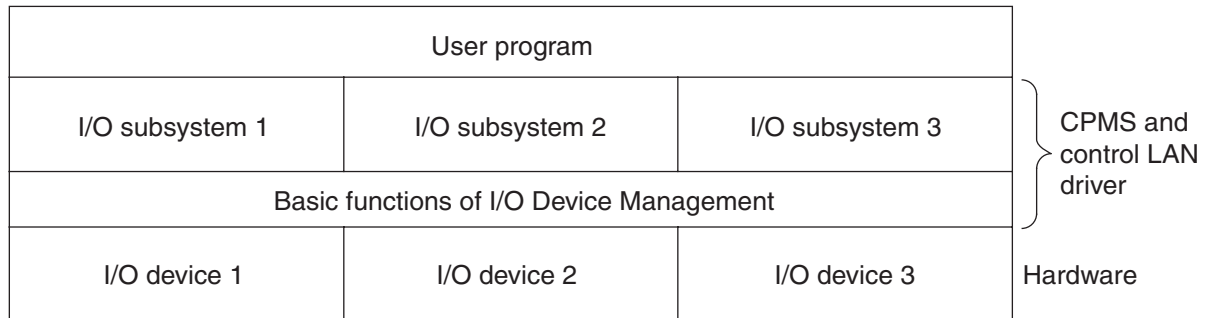 User program
I/O subsystem 1
I/O subsystem 2
I/O subsystem 3
CPMS and
control LAN
driver
Basic functions of I/O Device Management
I/O device 1
I/O device 2
I/O device 3
Hardware